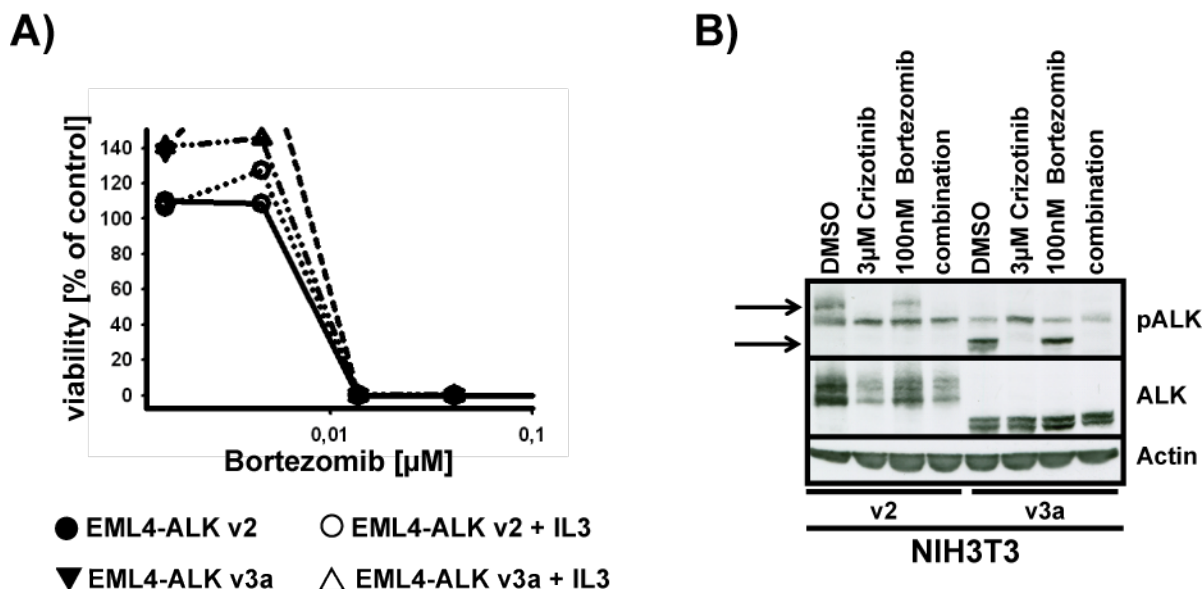 A)
viability [% of control]
140
120
100
80
60
40
20
0
0,01
0,1
Bortezomib [µM]
EML4-ALK v2
EML4-ALK v2 + IL3
EML4-ALK v3a
EML4-ALK v3a + IL3
B)
DMSO
3µM Crizotinib
100nM Bortezomib
combination
DMSO
3µM Crizotinib
100nM Bortezomib
combination
pALK
ALK
Actin
v2
v3a
NIH3T3